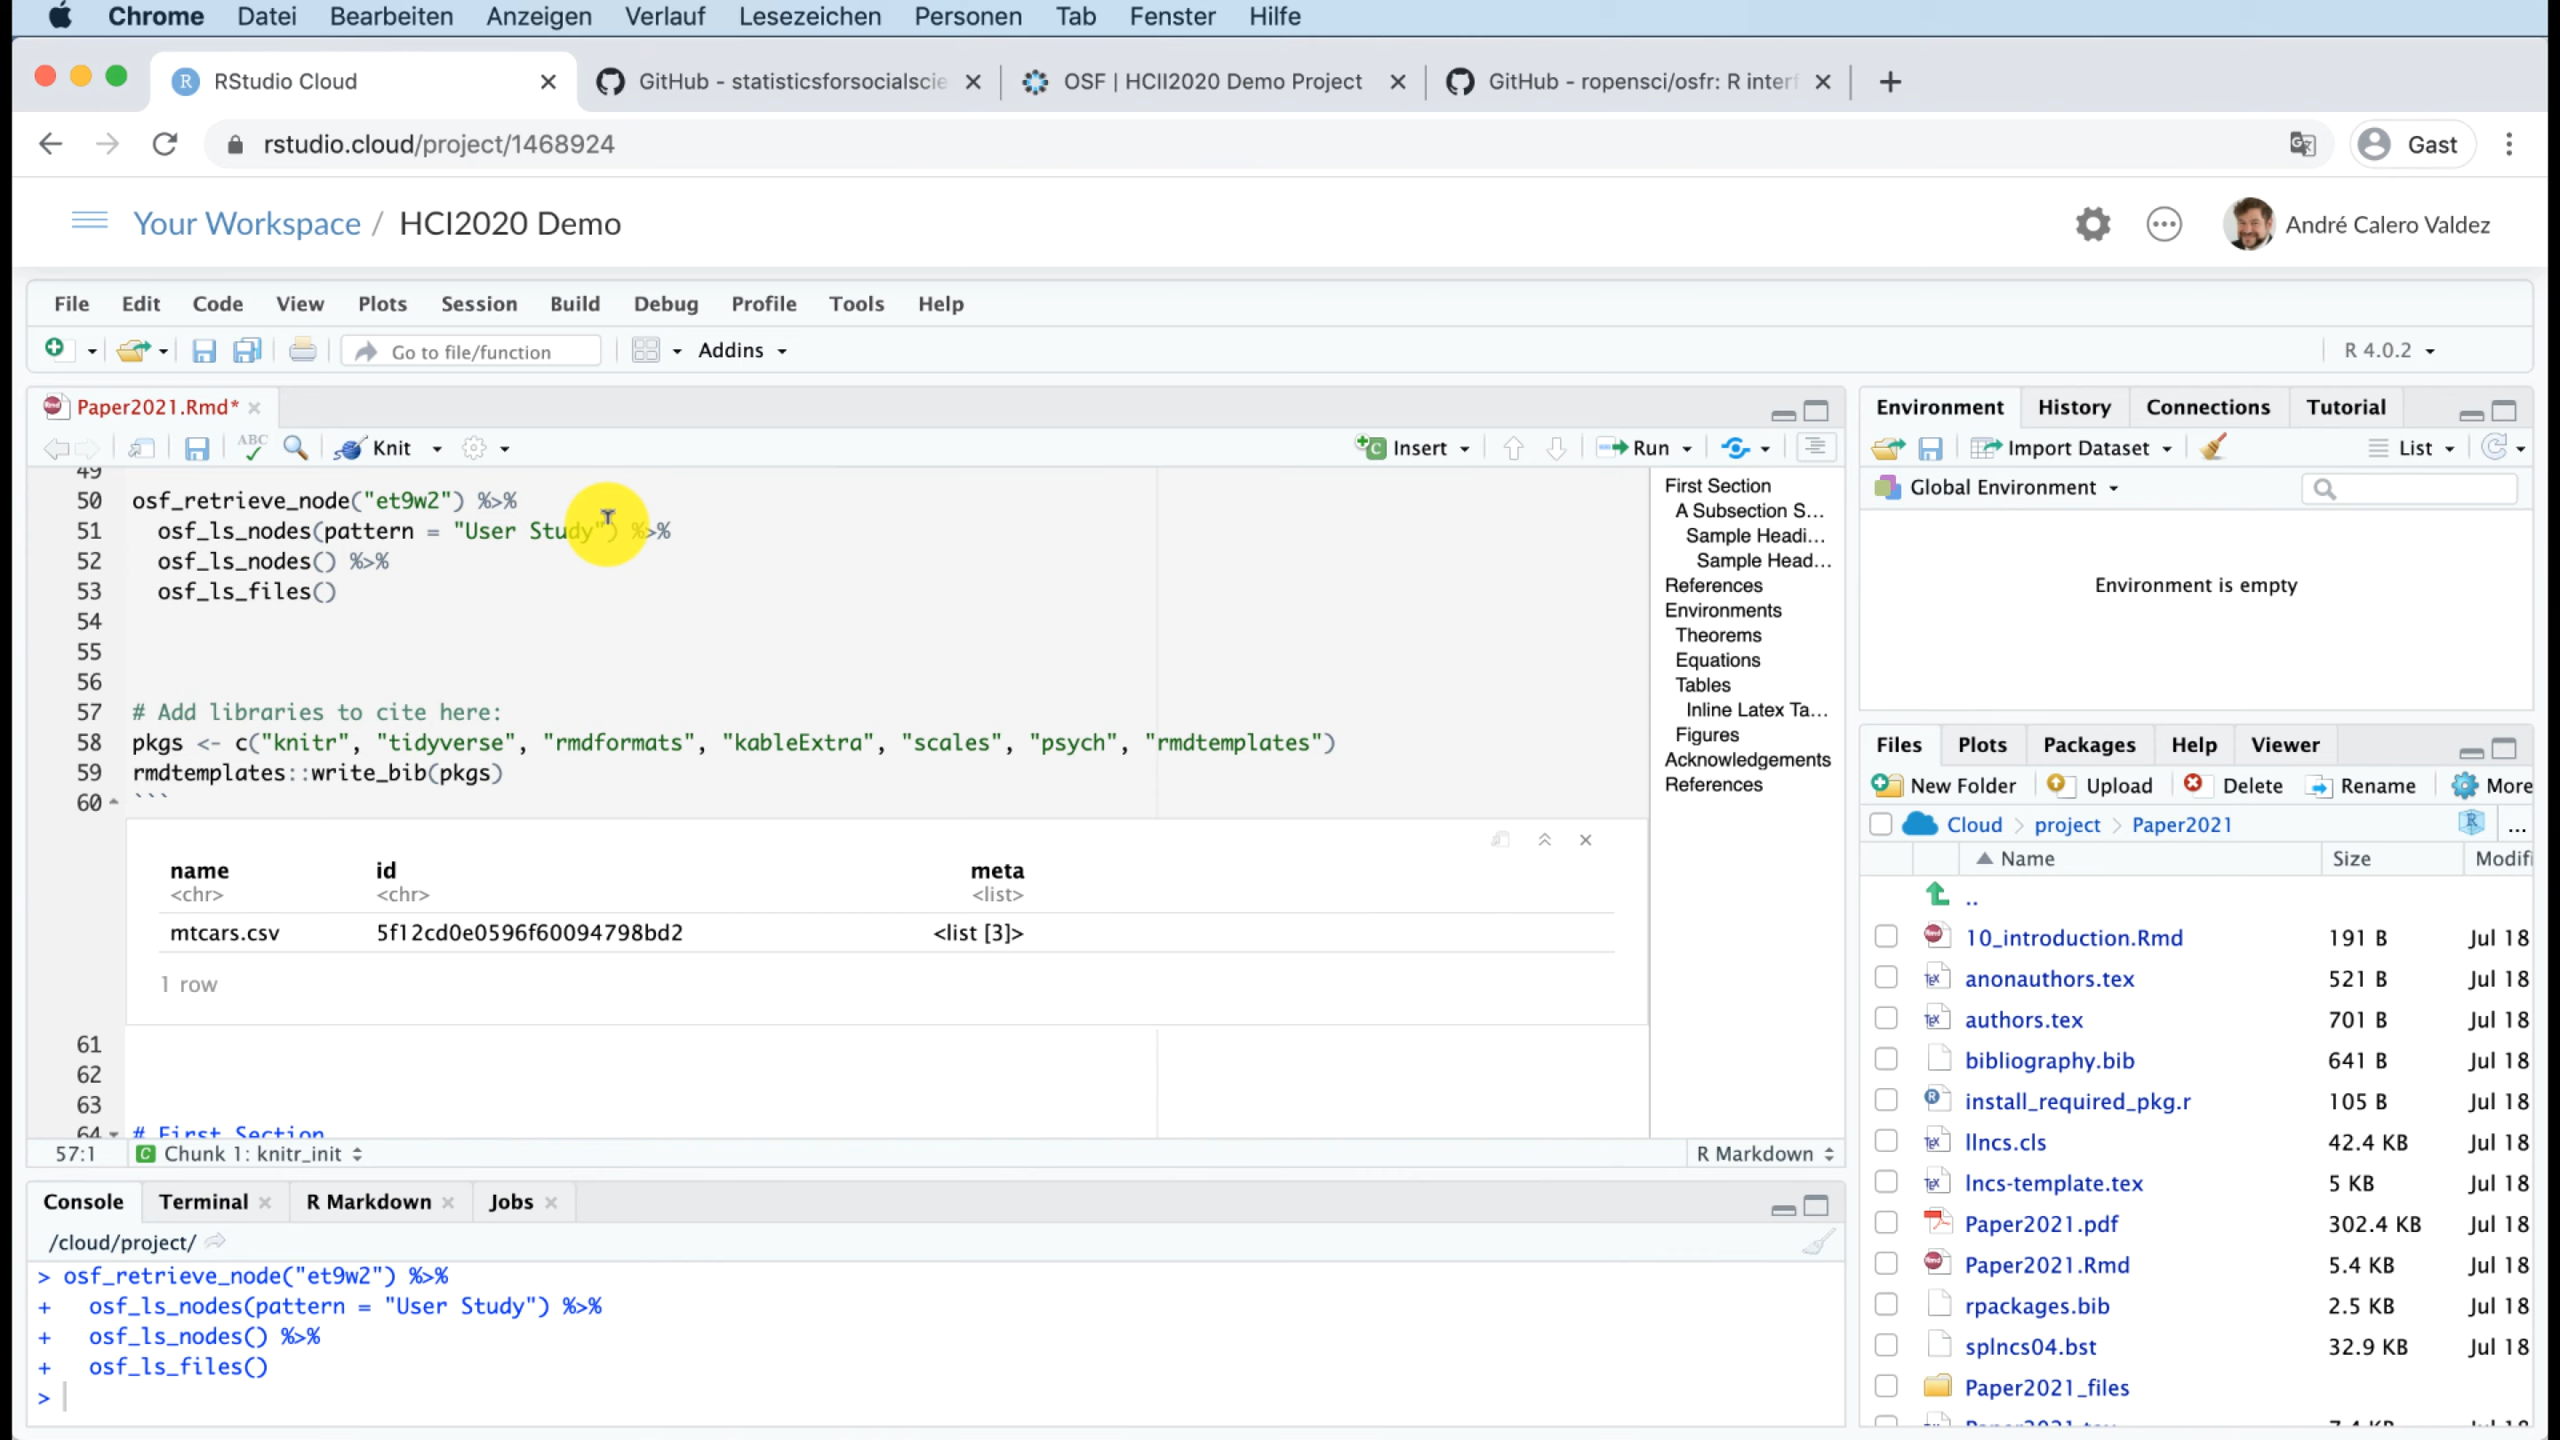 Chrome Datei Bearbeiten Anzeigen Verlauf Lesezeichen Personen Tab Fenster Hilfe
RStudio Cloud GitHub - statisticsforsocialscie OSF | HCII2020 Demo Project GitHub - ropensci/osfr: R interf
rstudio.cloud/project/1468924 Gast
Your Workspace / HCI2020 Demo André Calero Valdez
File Edit Code View Plots Session Build Debug Profile Tools Help
Go to file/function Addins R 4.0.2
Paper2021.Rmd*
ABC Knit Insert Run
49
50 osf_retrieve_node("et9w2") %>%
51 osf_ls_nodes(pattern = "User Study") %>%
52 osf_ls_nodes() %>%
53 osf_ls_files()
54
55
56
57 # Add libraries to cite here:
58 pkgs <- c("knitr", "tidyverse", "rmdformats", "kableExtra", "scales", "psych", "rmdtemplates")
59 rmdtemplates::write_bib(pkgs)
60 ```
name id meta
<chr> <chr> <list>
mtcars.csv 5f12cd0e0596f60094798bd2 <list [3]>
1 row
61
62
63
64 # First Section
57:1 Chunk 1: knitr_init R Markdown
First Section
A Subsection S...
Sample Headi...
Sample Head...
References
Environments
Theorems
Equations
Tables
Inline Latex Ta...
Figures
Acknowledgements
References
Console Terminal R Markdown Jobs
/cloud/project/
> osf_retrieve_node("et9w2") %>%
+ osf_ls_nodes(pattern = "User Study") %>%
+ osf_ls_nodes() %>%
+ osf_ls_files()
>
Environment History Connections Tutorial
Import Dataset List
Global Environment
Environment is empty
Files Plots Packages Help Viewer
New Folder Upload Delete Rename More
Cloud > project > Paper2021 ...
Name Size Modifi
..
10_introduction.Rmd 191 B Jul 18
anonauthors.tex 521 B Jul 18
authors.tex 701 B Jul 18
bibliography.bib 641 B Jul 18
install_required_pkg.r 105 B Jul 18
llncs.cls 42.4 KB Jul 18
lncs-template.tex 5 KB Jul 18
Paper2021.pdf 302.4 KB Jul 18
Paper2021.Rmd 5.4 KB Jul 18
rpackages.bib 2.5 KB Jul 18
splncs04.bst 32.9 KB Jul 18
Paper2021_files